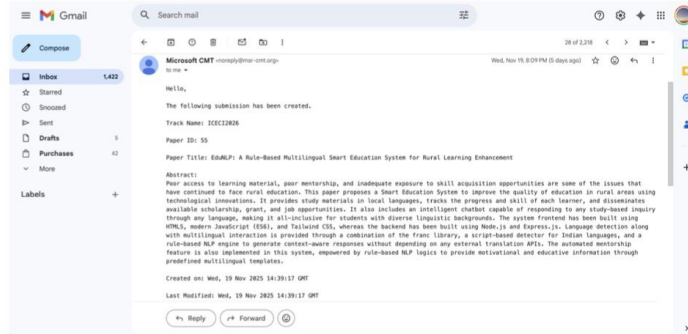 Gmail
Search mail
Compose
Inbox 1,422
Starred
Snoozed
Sent
Drafts 5
Purchases 42
More
Labels
28 of 2,216
Microsoft CMT <noreply@msr-cmt.org>
Wed, Nov 19, 8:09 PM (5 days ago)
to me
Hello,
The following submission has been created.
Track Name: ICECI2026
Paper ID: 55
Paper Title: EduNLP: A Rule-Based Multilingual Smart Education System for Rural Learning Enhancement
Abstract:
Poor access to learning material, poor mentorship, and inadequate exposure to skill acquisition opportunities are some of the issues that
have continued to face rural education. This paper proposes a Smart Education System to improve the quality of education in rural areas using
technological innovations. It provides study materials in local languages, tracks the progress and skill of each learner, and disseminates
available scholarship, grant, and job opportunities. It also includes an intelligent chatbot capable of responding to any study-based inquiry
through any language, making it all-inclusive for students with diverse linguistic backgrounds. The system frontend has been built using
HTML5, modern JavaScript (ES6), and Tailwind CSS, whereas the backend has been built using Node.js and Express.js. Language detection along
with multilingual interaction is provided through a combination of the franc library, a script-based detector for Indian languages, and a
rule-based NLP engine to generate context-aware responses without depending on any external translation APIs. The automated mentorship
feature is also implemented in this system, empowered by rule-based NLP logics to provide motivational and educative information through
predefined multilingual templates.
Created on: Wed, 19 Nov 2025 14:39:17 GMT
Last Modified: Wed, 19 Nov 2025 14:39:17 GMT
Reply
Forward